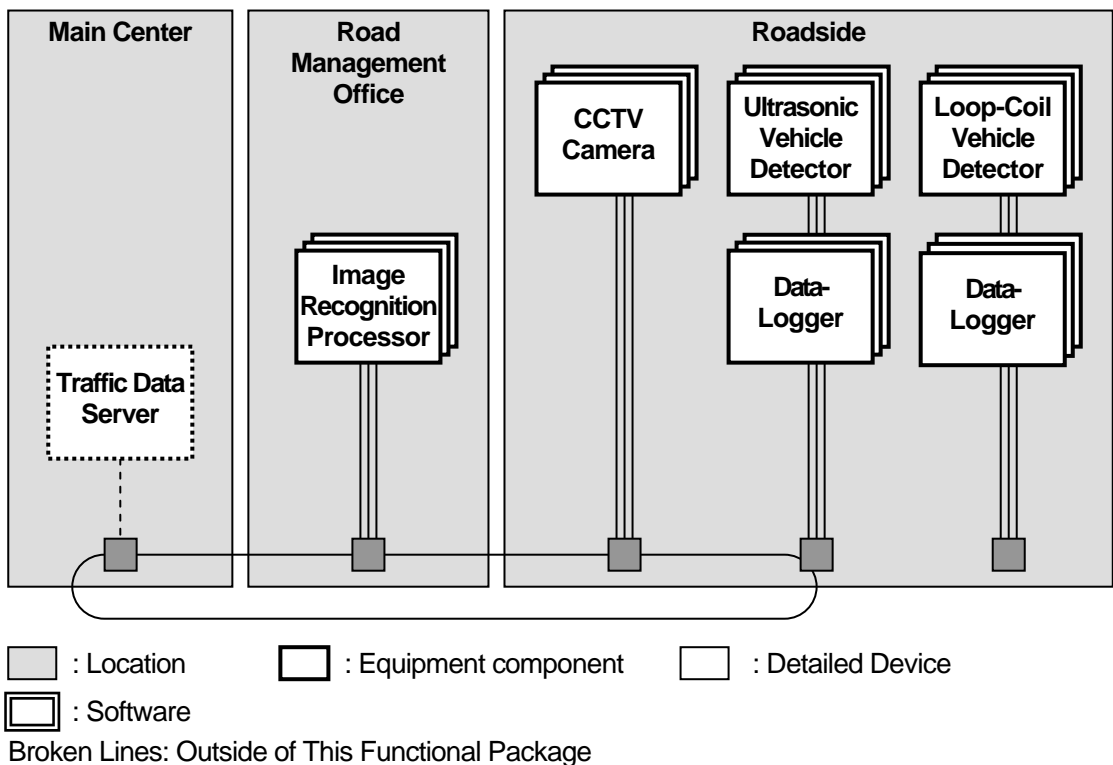 Main Center
Road
Management
Office
Roadside
CCTV
Camera
Ultrasonic
Vehicle
Detector
Loop-Coil
Vehicle
Detector
Image
Recognition
Processor
Data-
Logger
Data-
Logger
Traffic Data
Server
: Location
: Equipment component
: Detailed Device
: Software
Broken Lines: Outside of This Functional Package